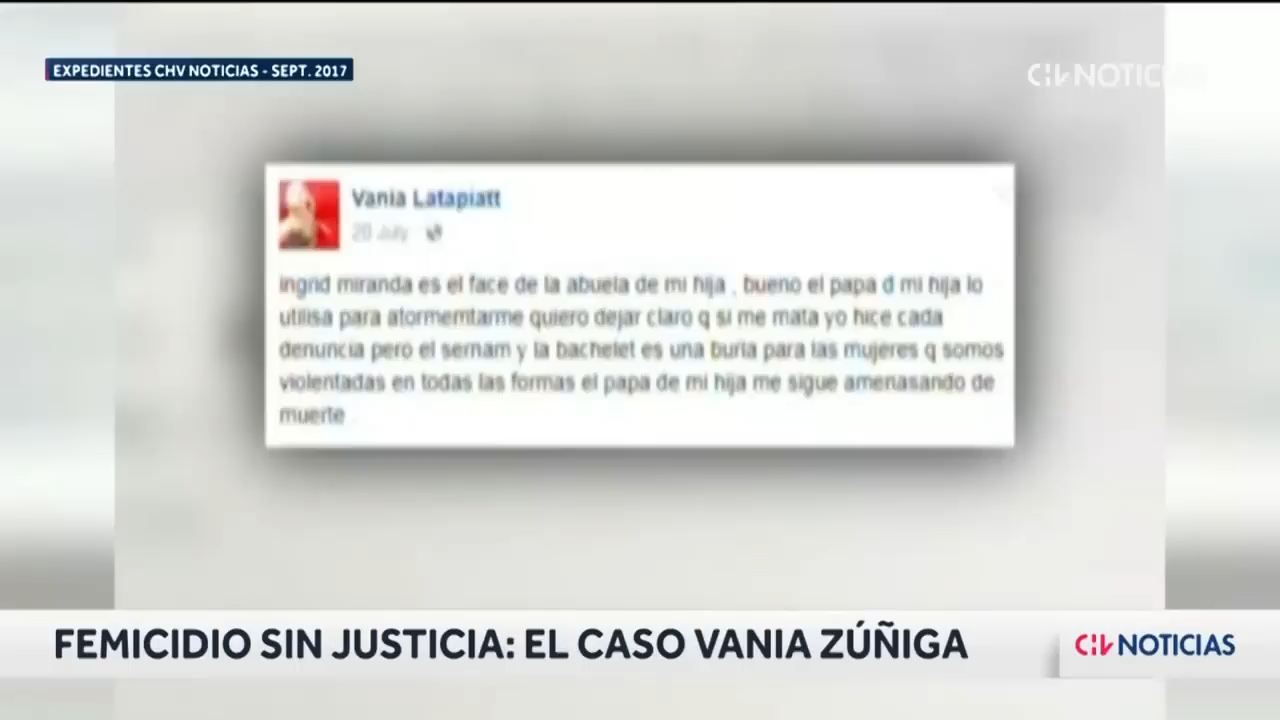 EXPEDIENTES CHV NOTICIAS - SEPT. 2017
CHV NOTICIAS
Vania Latapiatt
20 July
Ingrid miranda es el face de la abuela de mi hija , bueno el papa d mi hija lo
utilisa para atormemtarme quiero dejar claro q si me mata yo hice cada
denuncia pero el sernam y la bachelet es una burla para las mujeres q somos
violentadas en todas las formas el papa de mi hija me sigue amenasando de
muerte .
FEMICIDIO SIN JUSTICIA: EL CASO VANIA ZÚÑIGA
CHV NOTICIAS